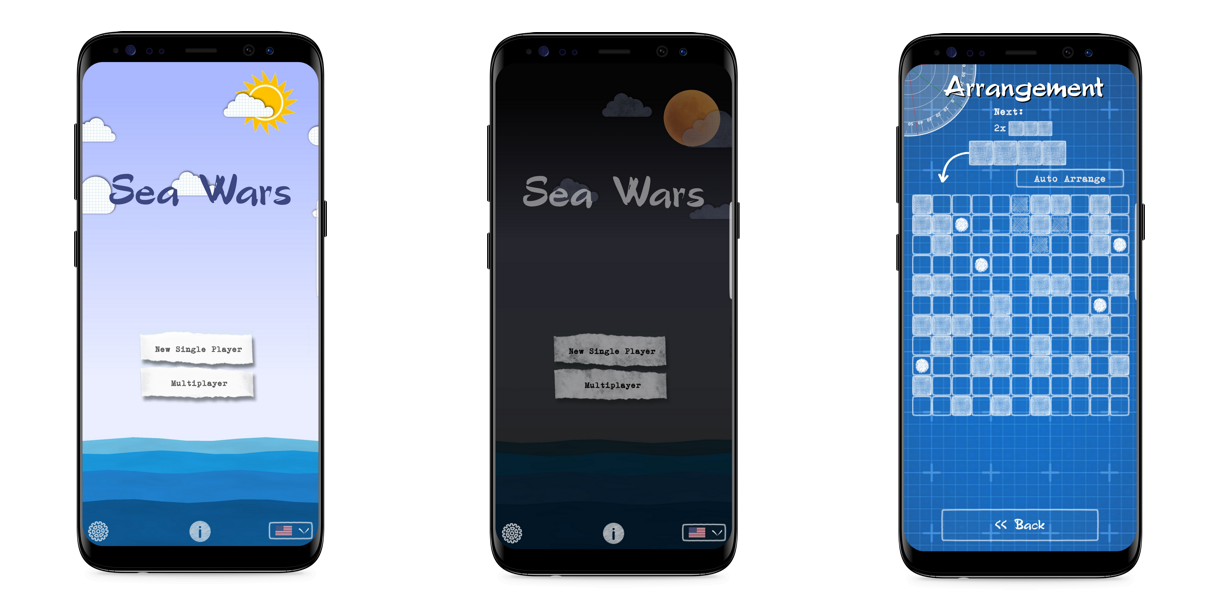 Sea Wars
New Single Player
Multiplayer
i
Sea Wars
New Single Player
Multiplayer
i
Arrangement
Next:
2x
Auto Arrange
<< Back